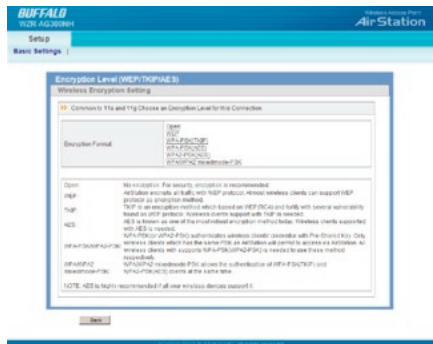 BUFFALO
WZR-AG300NH
Wireless Access Point
AirStation
Setup
Basic Settings |
Encryption Level (WEP/TKIP/AES)
Wireless Encryption Setting
Common to 11a and 11g Choose an Encryption Level for this Connection.
Encryption Format
Open
WEP
WPA-PSK(TKIP)
WPA-PSK(AES)
WPA2-PSK(AES)
WPA/WPA2 mixedmode-PSK
Open
No encryption. For security, encryption is recommended.
WEP
AirStation encrypts all traffic with WEP protocol. Almost wireless clients can support WEP
protocol as encryption method.
TKIP
TKIP is an encryption method which based on WEP(RC4) and fortify with several vulnerability
found on WEP protocol. Wireless clients support with TKIP is needed.
AES
AES is known as one of the most robust encryption method today. Wireless clients supported
with AES is needed.
WPA-PSK/WPA2-PSK
WPA-PSK(or WPA2-PSK) authenticates wireless clients' credential with Pre-Shared Key. Only
wireless clients which has the same PSK as AirStation will permit to access via AirStation. All
wireless clients with supports WPA-PSK(WPA2-PSK) is needed to use these method
respectively.
WPA/WPA2
mixedmode-PSK
WPA/WPA2 mixedmode-PSK allows the authentication of WPA-PSK(TKIP) and
WPA2-PSK(AES) clients at the same time.
NOTE: AES is highly recommended if all your wireless devices support it.
Back